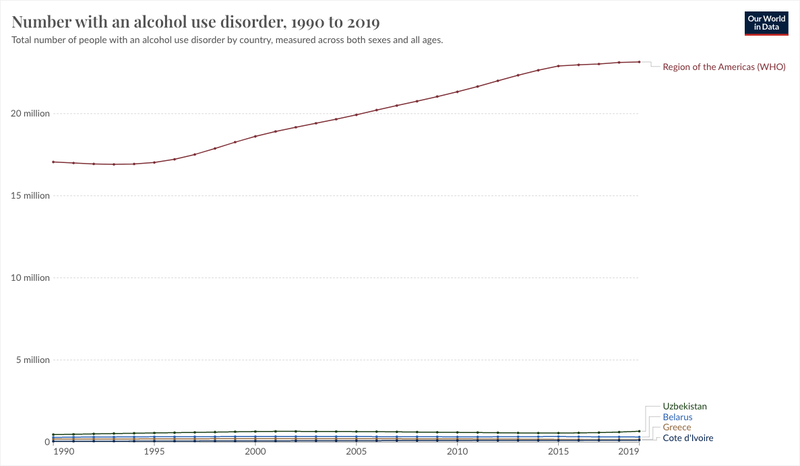 Number with an alcohol use disorder, 1990 to 2019
Our World
in Data
Total number of people with an alcohol use disorder by country, measured across both sexes and all ages.
Region of the Americas (WHO)
20 million
15 million
10 million
5 million
Uzbekistan
Belarus
Greece
Cote d'Ivoire
0
1990
1995
2000
2005
2010
2015
2019